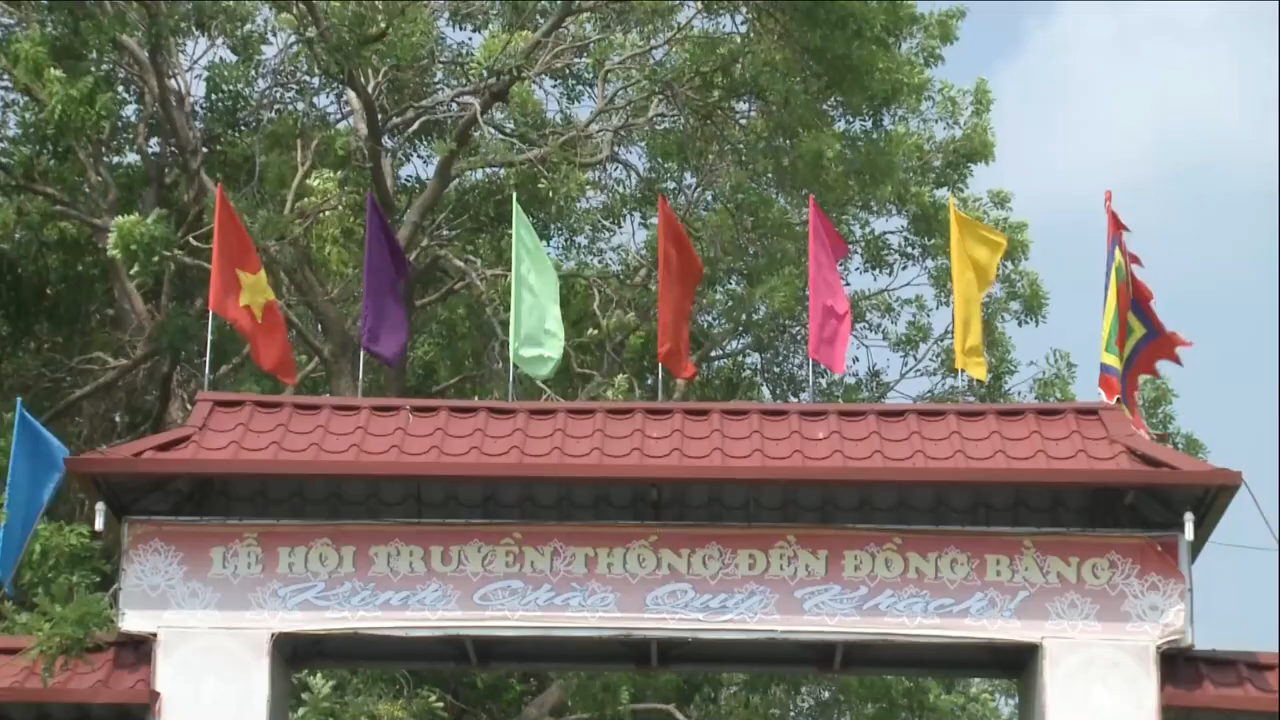 LỄ HỘI TRUYỀN THỐNG ĐỀN ĐỒNG BẰNG
Kính Chào Quý Khách !